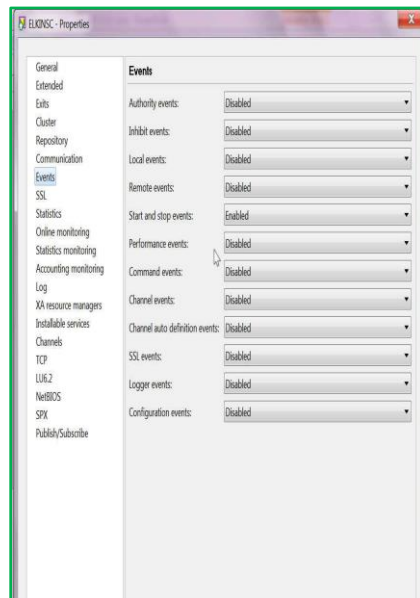 ELKINSC - Properties
X
General
Extended
Exits
Cluster
Repository
Communication
Events
SSL
Statistics
Online monitoring
Statistics monitoring
Accounting monitoring
Log
XA resource managers
Installable services
Channels
TCP
LU6.2
NetBIOS
SPX
Publish/Subscribe
Events
Authority events: Disabled
Inhibit events: Disabled
Local events: Disabled
Remote events: Disabled
Start and stop events: Enabled
Performance events: Disabled
Command events: Disabled
Channel events: Disabled
Channel auto definition events: Disabled
SSL events: Disabled
Logger events: Disabled
Configuration events: Disabled